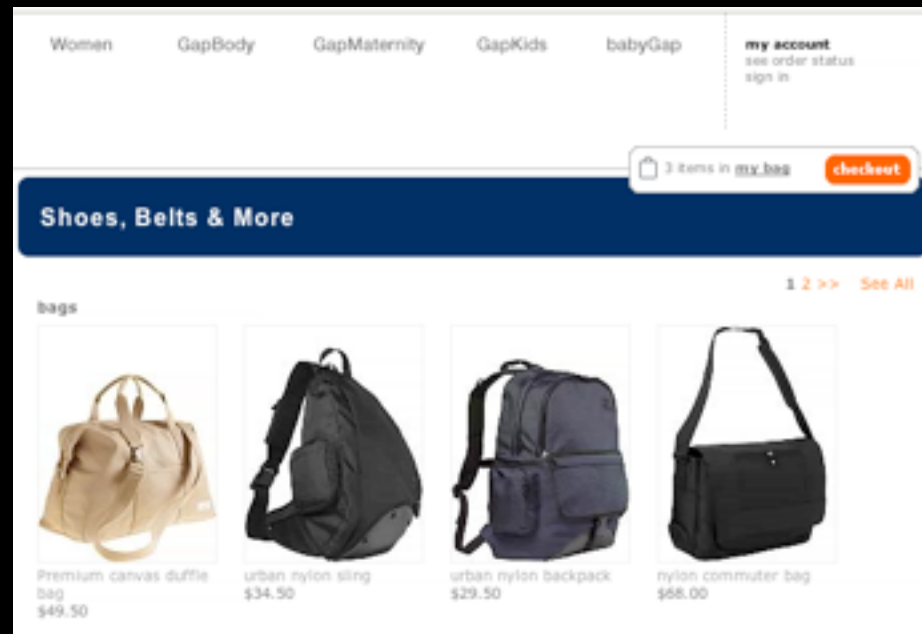 Women GapBody GapMaternity GapKids babyGap
my account
see order status
sign in
3 items in my bag checkout
Shoes, Belts & More
1 2 >> See All
bags
Premium canvas duffle bag
$49.50
urban nylon sling
$34.50
urban nylon backpack
$29.50
nylon commuter bag
$68.00